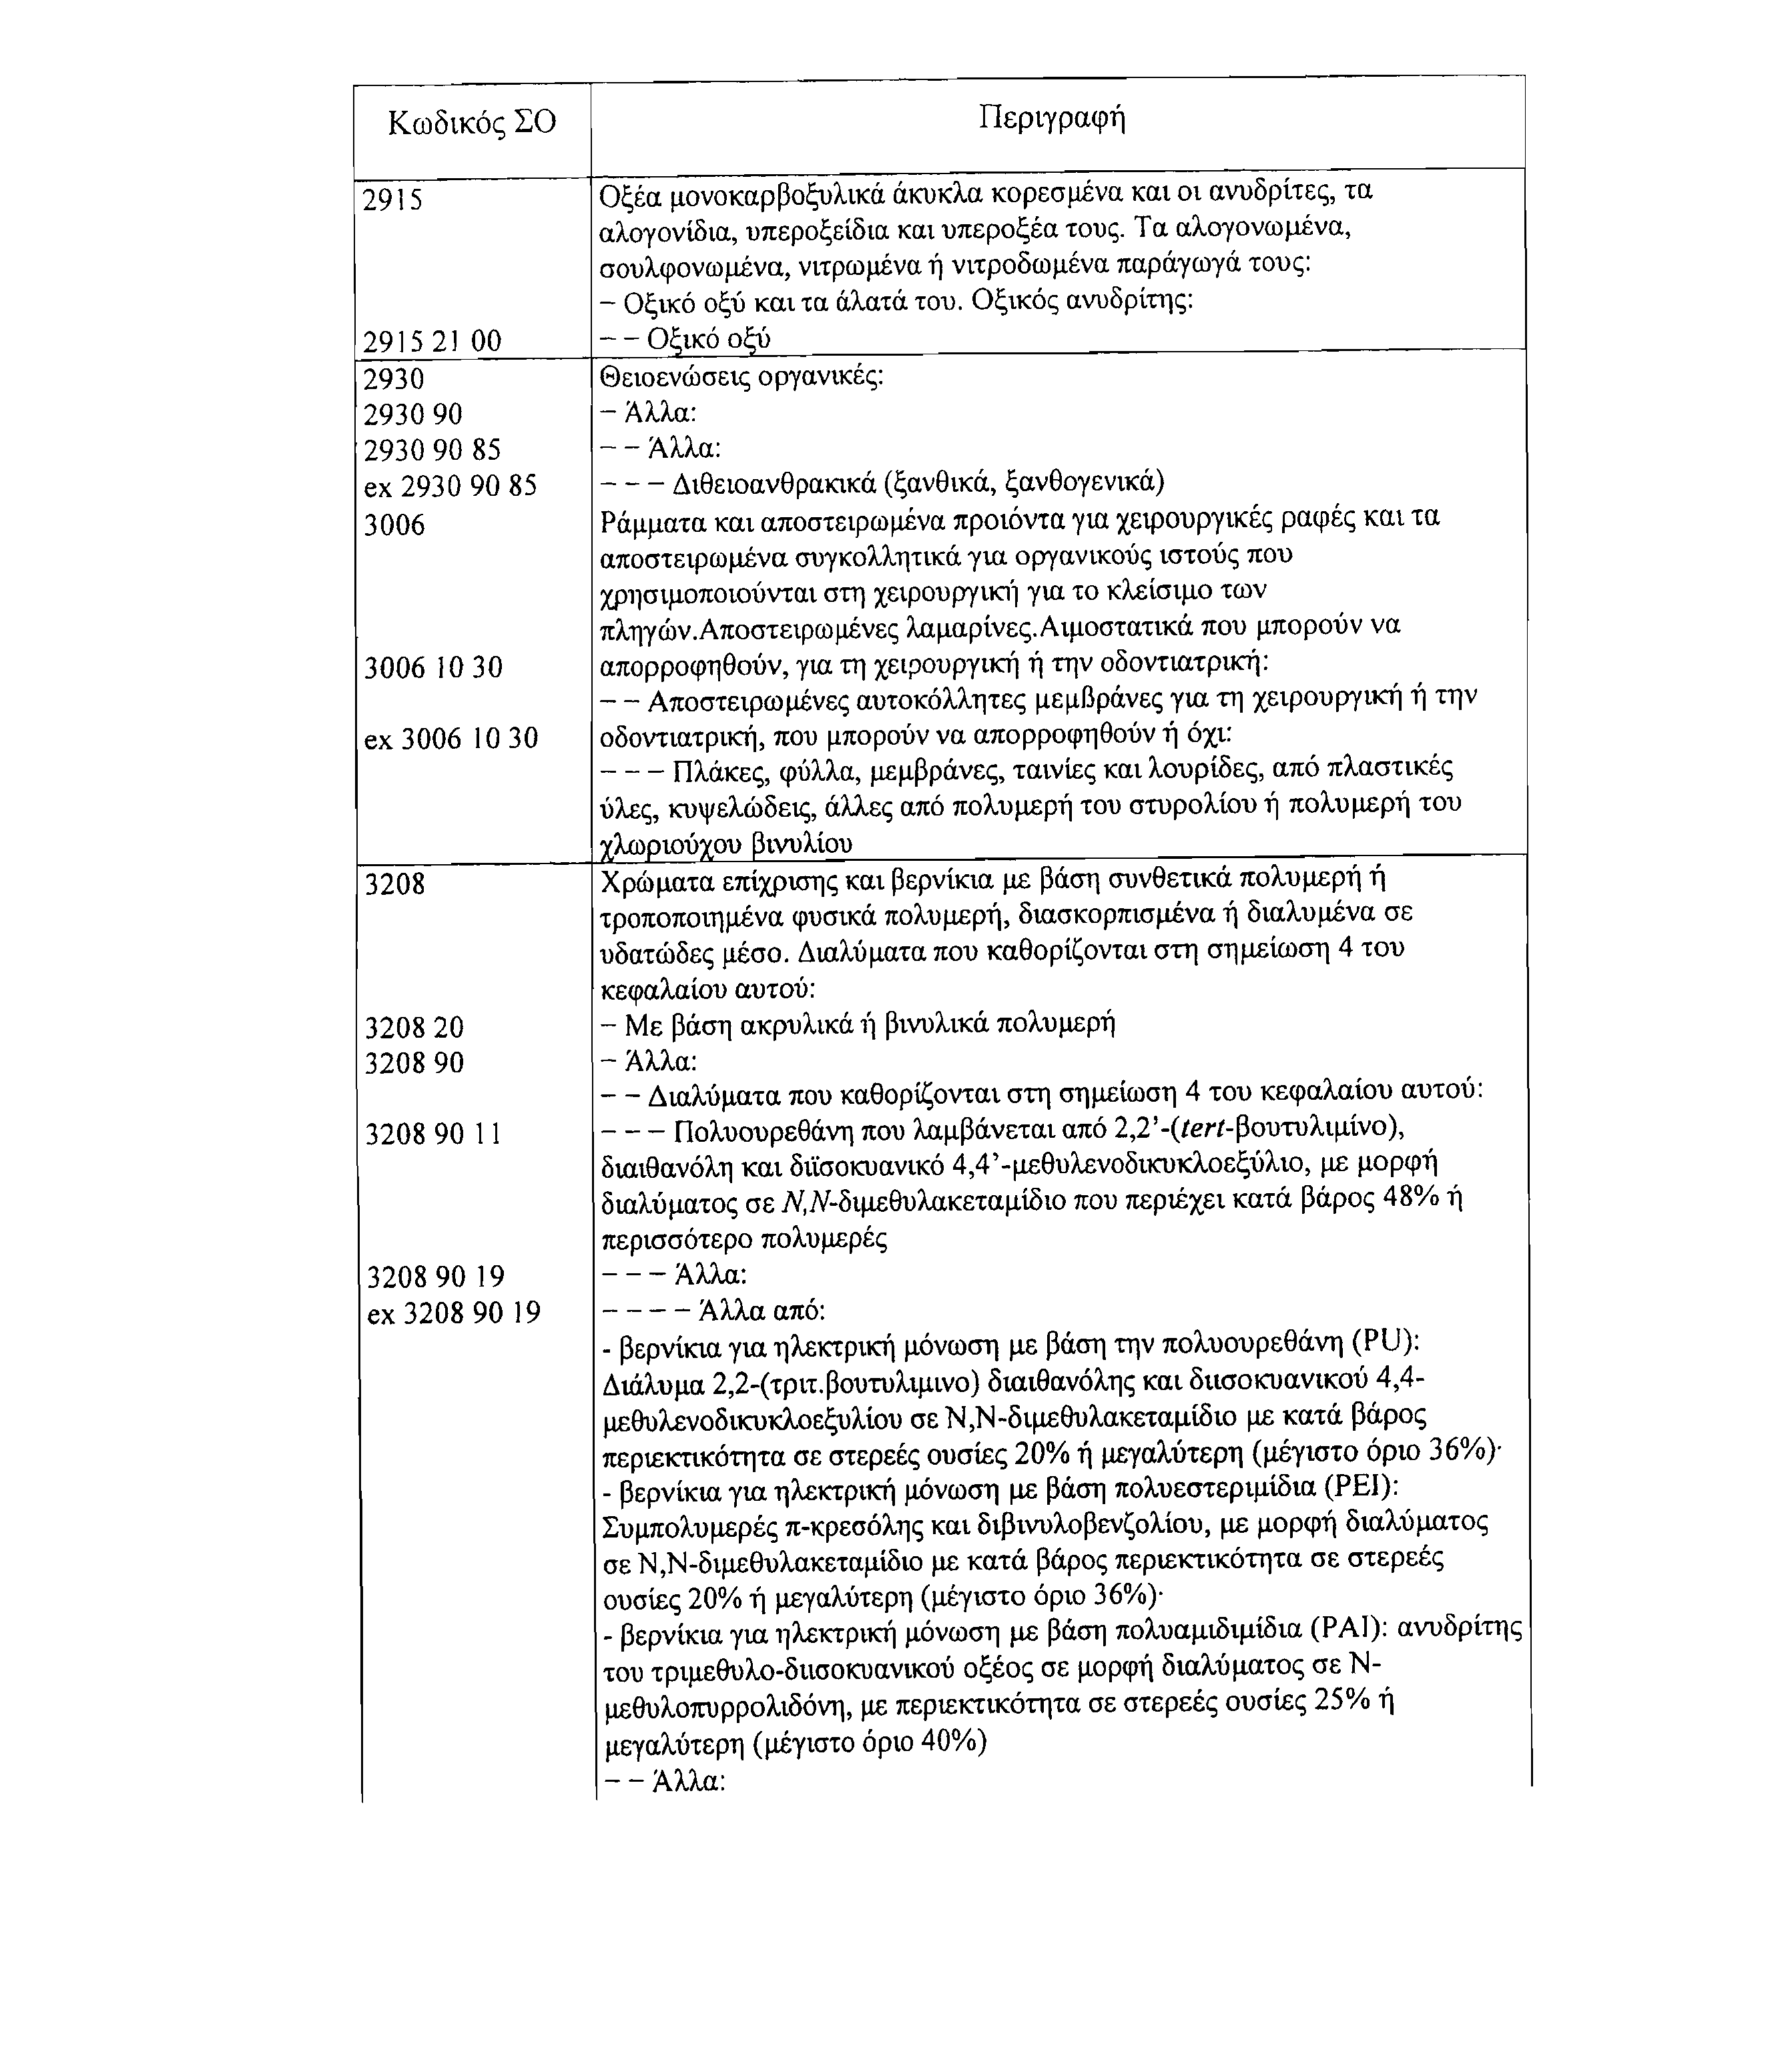 Κωδικός ΣΟ Περιγραφή
2915 Οξέα μονοκαρβοξυλικά άκυκλα κορεσμένα και οι ανυδρίτες, τα
αλογονίδια, υπεροξείδια και υπεροξέα τους. Τα αλογονωμένα,
σουλφονωμένα, νιτρωμένα ή νιτροδωμένα παράγωγά τους:
– Οξικό οξύ και τα άλατά του. Οξικός ανυδρίτης:
2915 21 00 – – Οξικό οξύ
2930 Θειοενώσεις οργανικές:
2930 90 – Άλλα:
2930 90 85 – – Άλλα:
ex 2930 90 85 – – – Διθειοανθρακικά (ξανθικά, ξανθογενικά)
3006 Ράμματα και αποστειρωμένα προιόντα για χειρουργικές ραφές και τα
αποστειρωμένα συγκολλητικά για οργανικούς ιστούς που
χρησιμοποιούνται στη χειρουργική για το κλείσιμο των
πληγών.Αποστειρωμένες λαμαρίνες.Αιμοστατικά που μπορούν να
3006 10 30 απορροφηθούν, για τη χειρουργική ή την οδοντιατρική:
– – Αποστειρωμένες αυτοκόλλητες μεμβράνες για τη χειρουργική ή την
ex 3006 10 30 οδοντιατρική, που μπορούν να απορροφηθούν ή όχι:
– – – Πλάκες, φύλλα, μεμβράνες, ταινίες και λουρίδες, από πλαστικές
ύλες, κυψελώδεις, άλλες από πολυμερή του στυρολίου ή πολυμερή του
χλωριούχου βινυλίου
3208 Χρώματα επίχρισης και βερνίκια με βάση συνθετικά πολυμερή ή
τροποποιημένα φυσικά πολυμερή, διασκορπισμένα ή διαλυμένα σε
υδατώδες μέσο. Διαλύματα που καθορίζονται στη σημείωση 4 του
κεφαλαίου αυτού:
3208 20 – Με βάση ακρυλικά ή βινυλικά πολυμερή
3208 90 – Άλλα:
– – Διαλύματα που καθορίζονται στη σημείωση 4 του κεφαλαίου αυτού:
3208 90 11 – – – Πολυουρεθάνη που λαμβάνεται από 2,2’-(tert-βουτυλιμίνο),
διαιθανόλη και διϊσοκυανικό 4,4’-μεθυλενοδικυκλοεξύλιο, με μορφή
διαλύματος σε N,N-διμεθυλακεταμίδιο που περιέχει κατά βάρος 48% ή
περισσότερο πολυμερές
3208 90 19 – – – Άλλα:
ex 3208 90 19 – – – – Άλλα από:
- βερνίκια για ηλεκτρική μόνωση με βάση την πολυουρεθάνη (PU):
Διάλυμα 2,2-(τριτ.βουτυλιμινο) διαιθανόλης και διισοκυανικού 4,4-
μεθυλενοδικυκλοεξυλίου σε N,N-διμεθυλακεταμίδιο με κατά βάρος
περιεκτικότητα σε στερεές ουσίες 20% ή μεγαλύτερη (μέγιστο όριο 36%)·
- βερνίκια για ηλεκτρική μόνωση με βάση πολυεστεριμίδια (PEI):
Συμπολυμερές π-κρεσόλης και διβινυλοβενζολίου, με μορφή διαλύματος
σε N,N-διμεθυλακεταμίδιο με κατά βάρος περιεκτικότητα σε στερεές
ουσίες 20% ή μεγαλύτερη (μέγιστο όριο 36%)·
- βερνίκια για ηλεκτρική μόνωση με βάση πολυαμιδιμίδια (PAI): ανυδρίτης
του τριμεθυλο-διισοκυανικού οξέος σε μορφή διαλύματος σε N-
μεθυλοπυρρολιδόνη, με περιεκτικότητα σε στερεές ουσίες 25% ή
μεγαλύτερη (μέγιστο όριο 40%)
– – Άλλα: